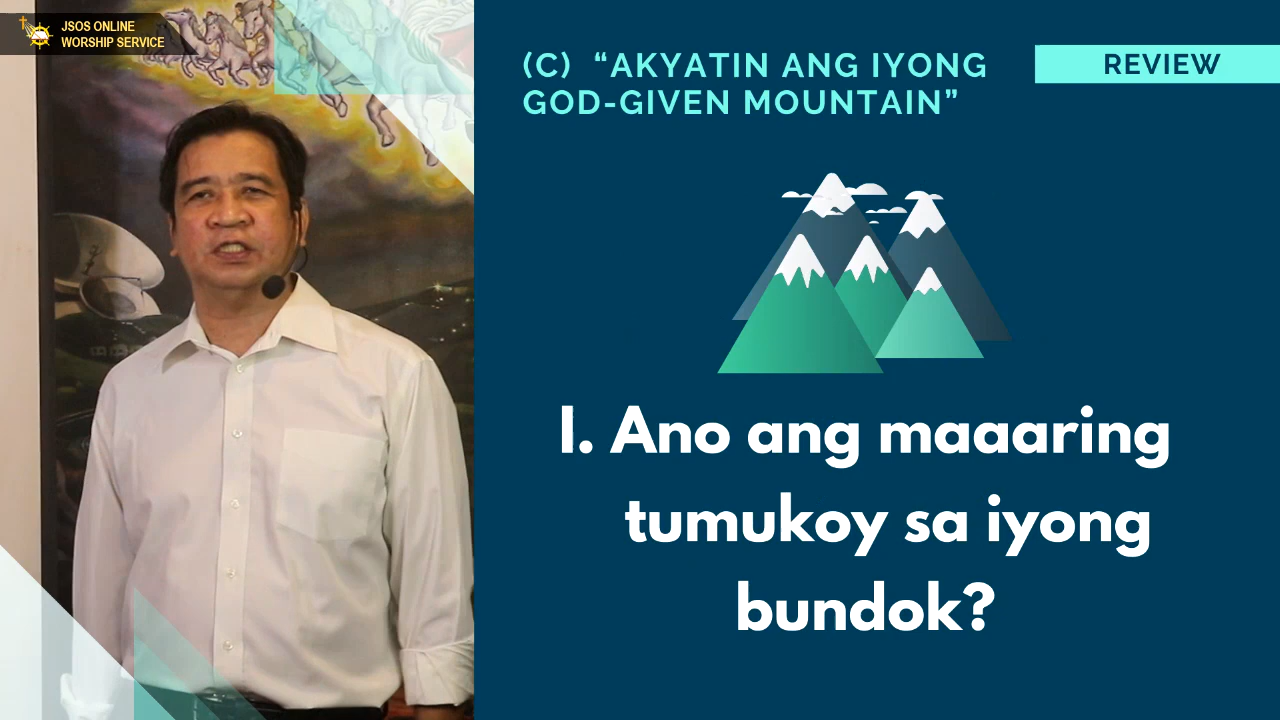 JSOS ONLINE
WORSHIP SERVICE
(C) “AKYATIN ANG IYONG
GOD-GIVEN MOUNTAIN”
REVIEW
I. Ano ang maaaring
tumukoy sa iyong
bundok?